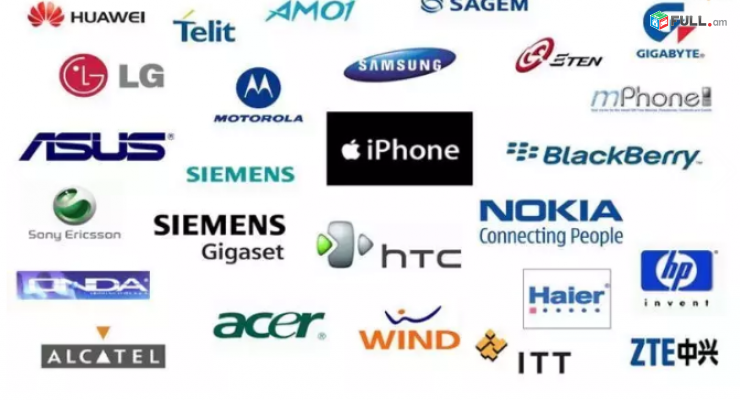 HUAWEI
Telit
AMOI
SAGEM
FULL.am
GIGABYTE®
LG
MOTOROLA
SAMSUNG
ETEN
mPhone
ASUS®
SIEMENS
iPhone
BlackBerry
Sony Ericsson
SIEMENS
Gigaset
hTC
NOKIA
Connecting People
ONDA
acer
WIND
Haier
hp
invent
ALCATEL
ITT
ZTE中兴